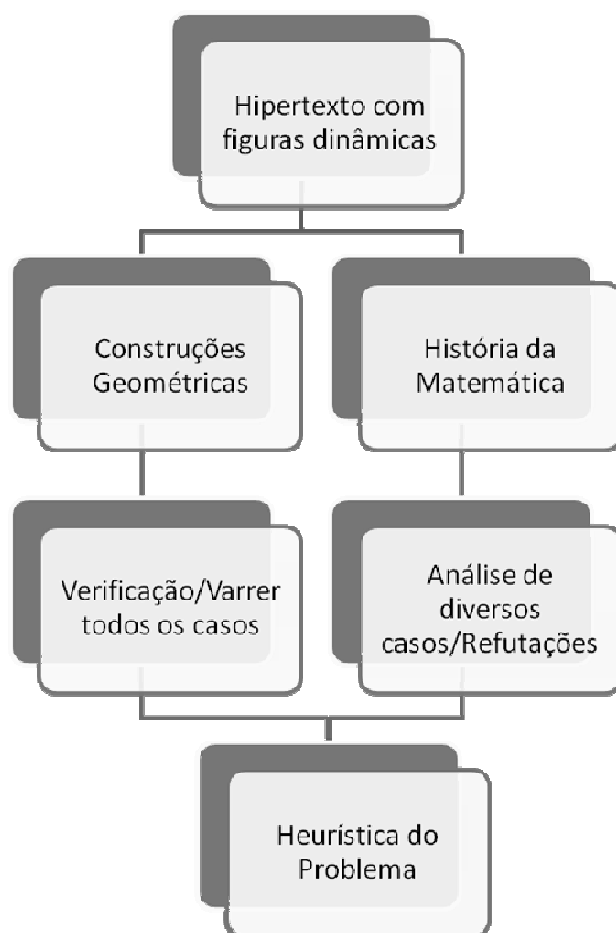 Hipertexto com
figuras dinâmicas
Construções
Geométricas
História da
Matemática
Verificação/Varrer
todos os casos
Análise de
diversos
casos/Refutações
Heurística do
Problema